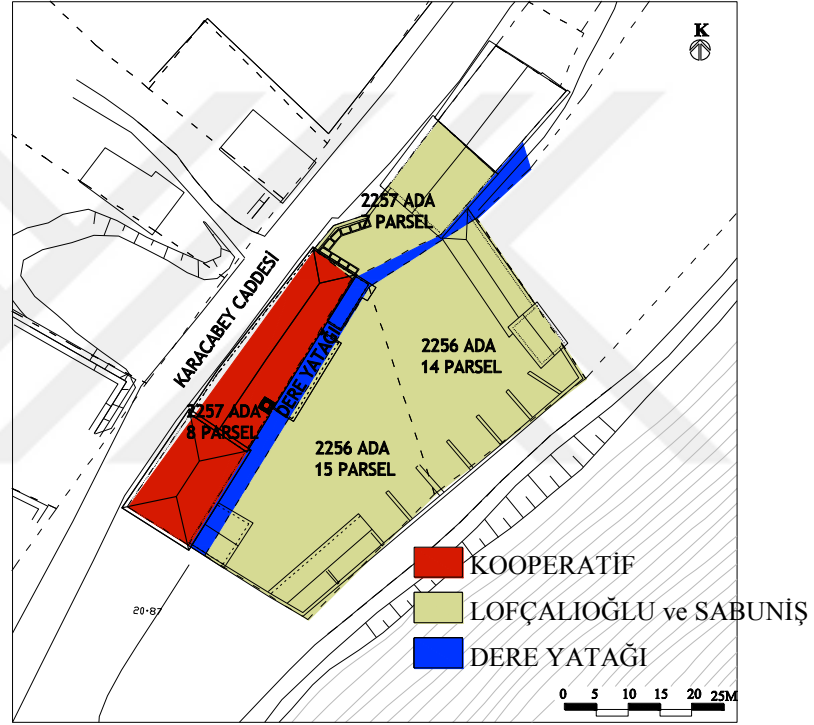 K
2257 ADA
PARSEL
KARACABEY CADDESİ
DERE YATAĞI
2256 ADA
14 PARSEL
2257 ADA
8 PARSEL
2256 ADA
15 PARSEL
KOOPERATİF
LOFÇALIOĞLU ve SABUNİŞ
DERE YATAĞI
20.87
0 5 10 15 20 25M